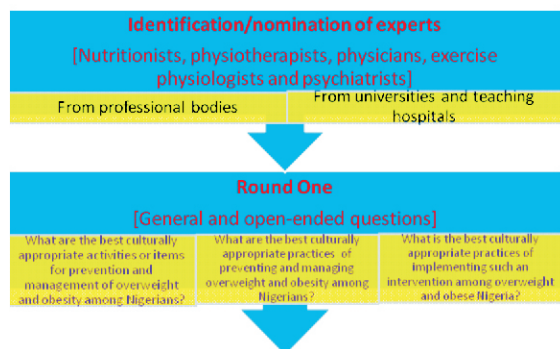 Identification/nomination of experts
[Nutritionists, physiotherapists, physicians, exercise
physiologists and psychiatrists]
From professional bodies
From universities and teaching
hospitals
Round One
[General and open-ended questions]
What are the best culturally
appropriate activities or items
for prevention and
management of overweight
and obesity among Nigerians?
What are the best culturally
appropriate practices of
preventing and managing
overweight and obesity among
Nigerians?
What is the best culturally
appropriate practices of
implementing such an
intervention among overweight
and obese Nigeria?